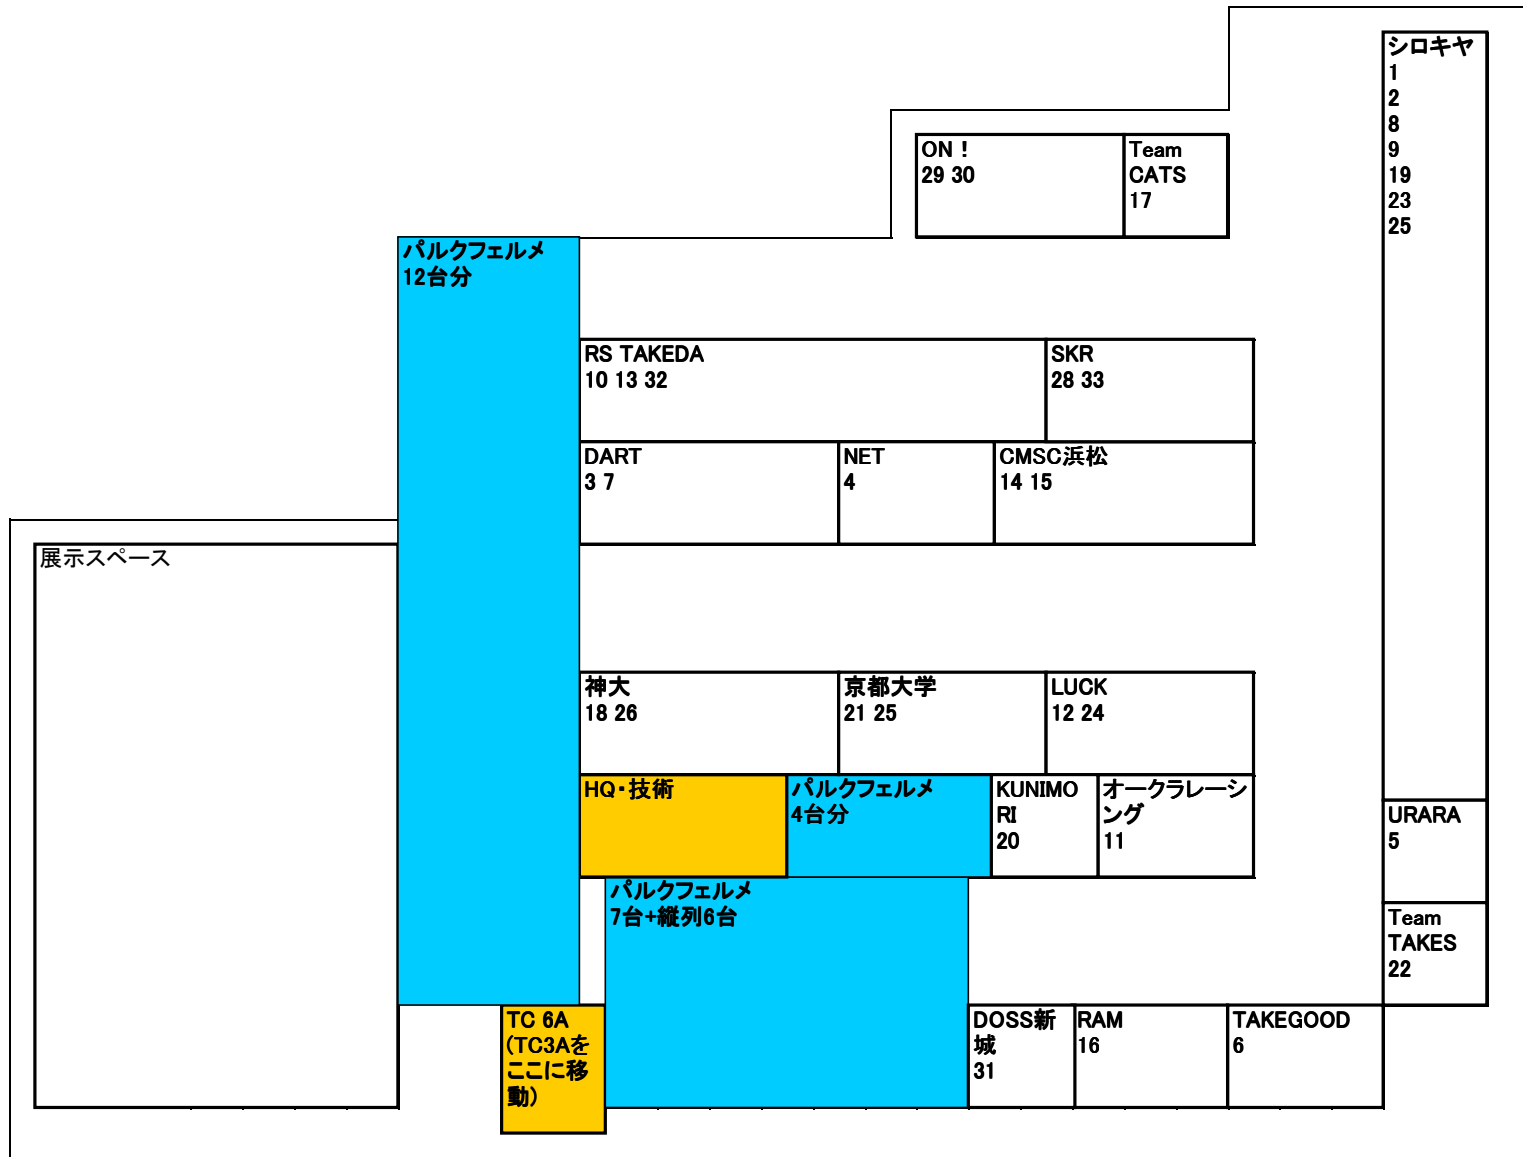 シロキヤ
1
2
8
9
19
23
25
ON！
29 30
Team
CATS
17
パルクフェルメ
12台分
RS TAKEDA
10 13 32
SKR
28 33
DART
3 7
NET
4
CMSC浜松
14 15
展示スペース
神大
18 26
京都大学
21 25
LUCK
12 24
HQ・技術
パルクフェルメ
4台分
KUNIMO
RI
20
オークラレーシ
ング
11
URARA
5
パルクフェルメ
7台+縦列6台
Team
TAKES
22
TC 6A
(TC3Aを
ここに移
動)
DOSS新
城
31
RAM
16
TAKEGOOD
6